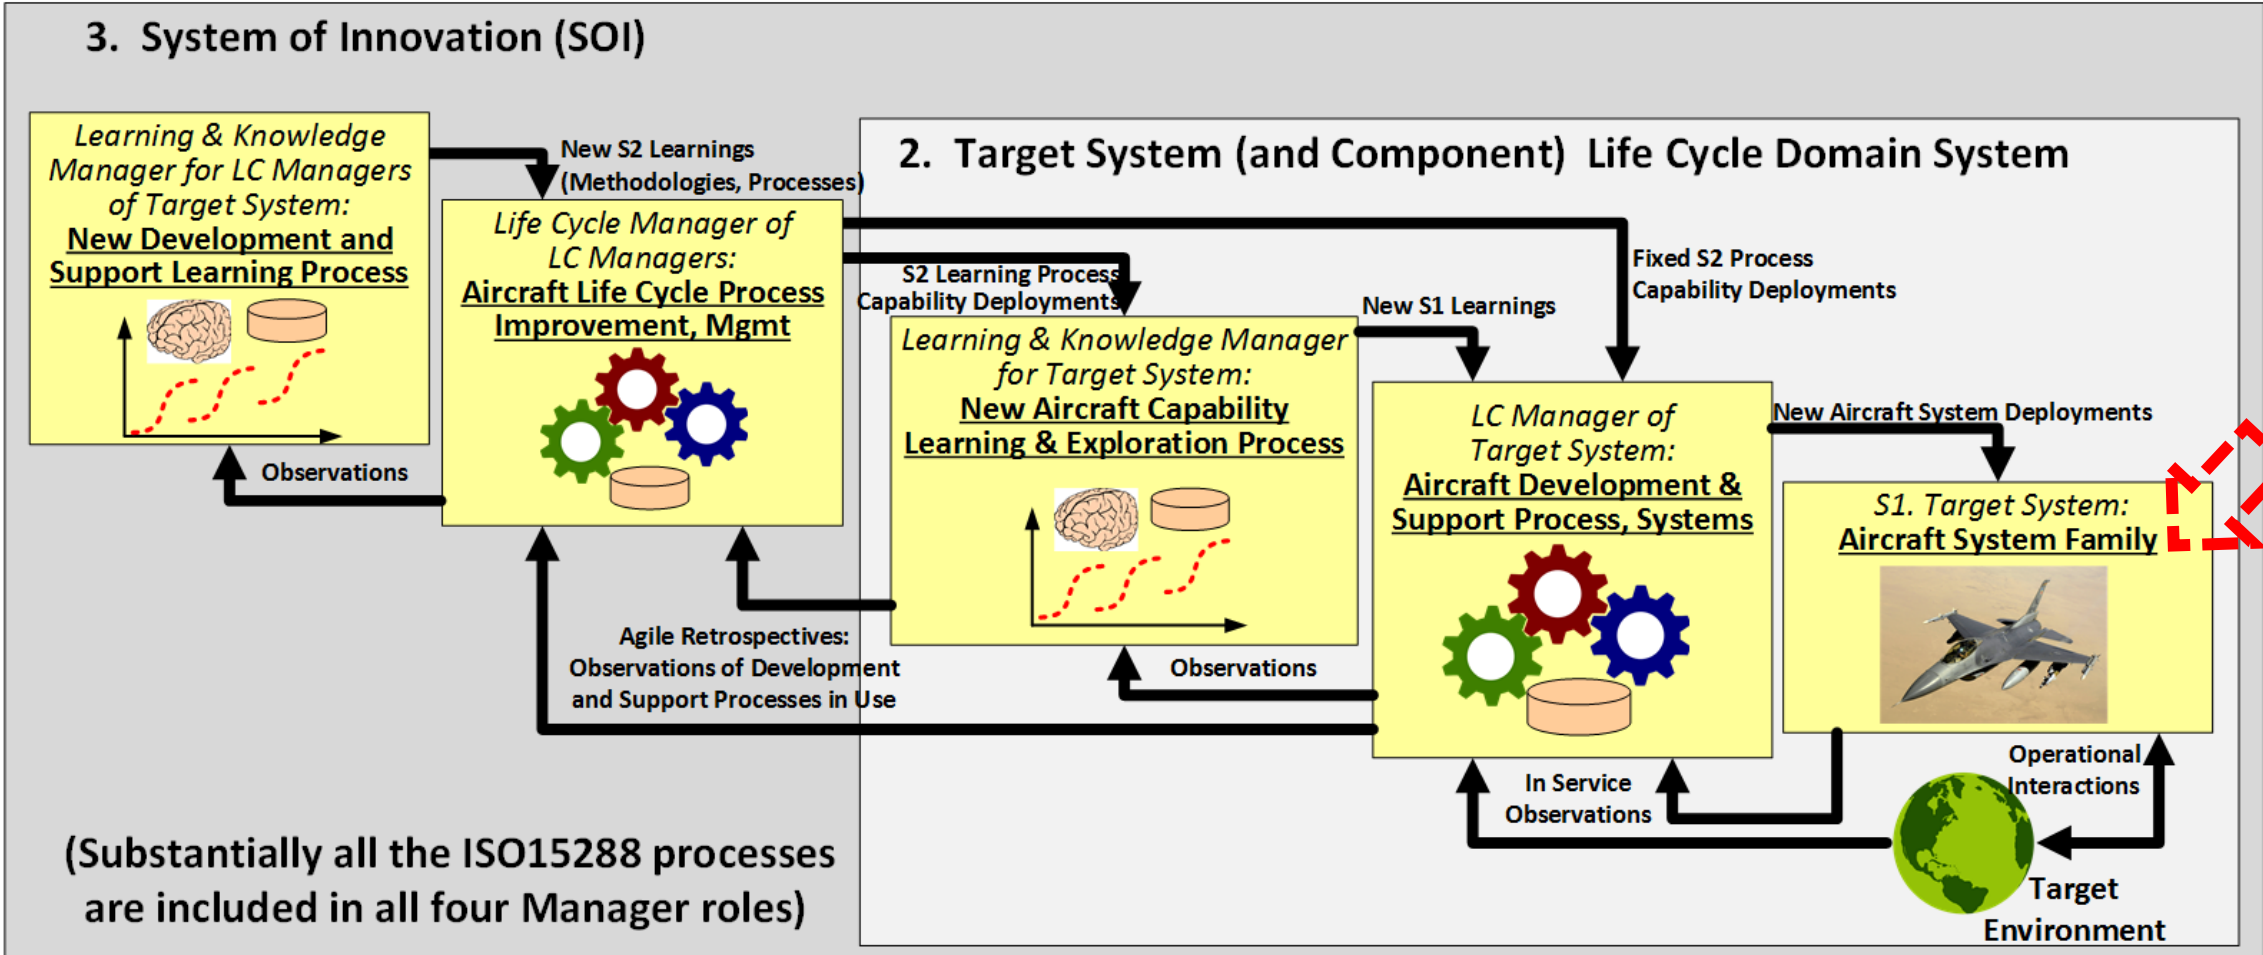 3. System of Innovation (SOI)
Learning & Knowledge
Manager for LC Managers
of Target System:
New Development and
Support Learning Process
New S2 Learnings
(Methodologies, Processes)
2. Target System (and Component) Life Cycle Domain System
Life Cycle Manager of
LC Managers:
Aircraft Life Cycle Process
Improvement, Mgmt
S2 Learning Process
Capability Deployments
Fixed S2 Process
Capability Deployments
New S1 Learnings
Learning & Knowledge Manager
for Target System:
New Aircraft Capability
Learning & Exploration Process
LC Manager of
Target System:
Aircraft Development &
Support Process, Systems
New Aircraft System Deployments
S1. Target System:
Aircraft System Family
Observations
Agile Retrospectives:
Observations of Development
and Support Processes in Use
Observations
In Service
Observations
Operational
Interactions
Target
Environment
(Substantially all the ISO15288 processes
are included in all four Manager roles)